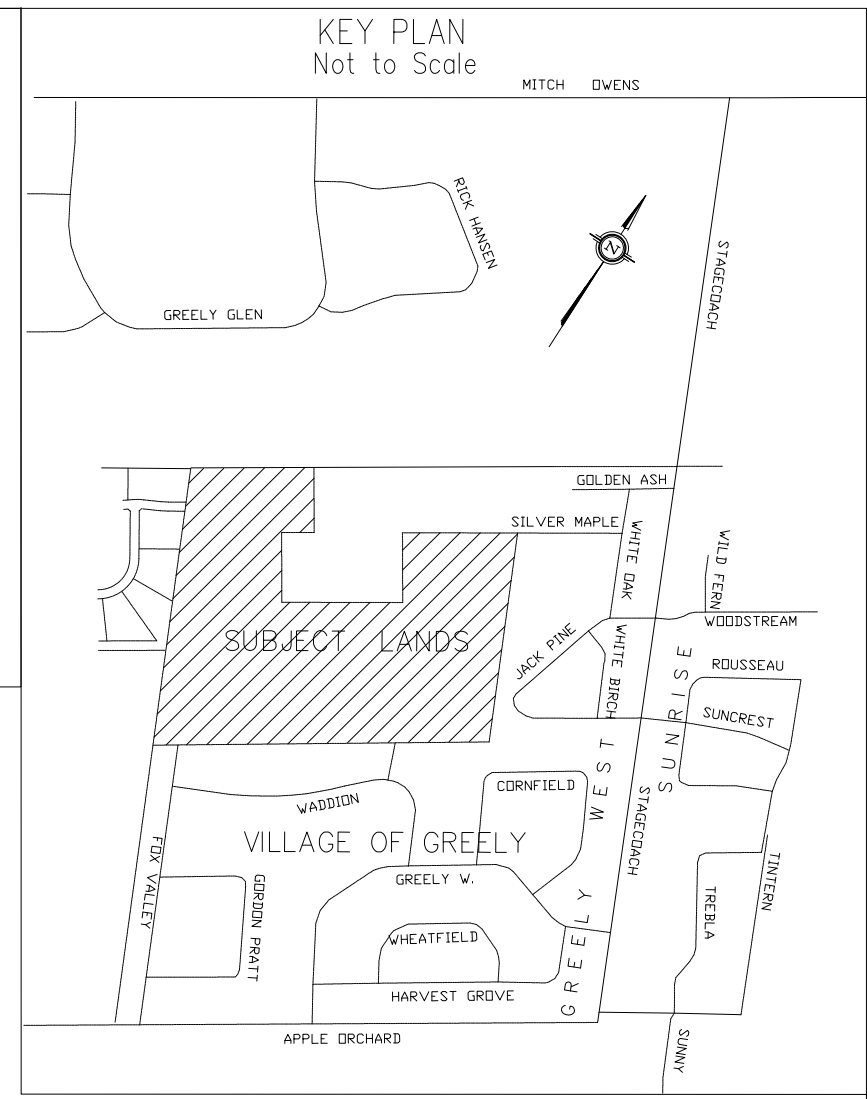 KEY PLAN
Not to Scale
MITCH OWENS
RICK HANSEN
N
STAGECOACH
GREELY GLEN
GOLDEN ASH
SILVER MAPLE
WHITE OAK
WILD FERN
WOODSTREAM
SUBJECT LANDS
JACK PINE
WHITE BIRCH
ROUSSEAU
SUNCREST
SUNRISE
GREELY WEST
STAGECOACH
CORNFIELD
WADDION
VILLAGE OF GREELY
FOX VALLEY
GORDON PRATT
GREELY W.
WHEATFIELD
HARVEST GROVE
TREBLA
TINTERN
APPLE ORCHARD
SUNNY